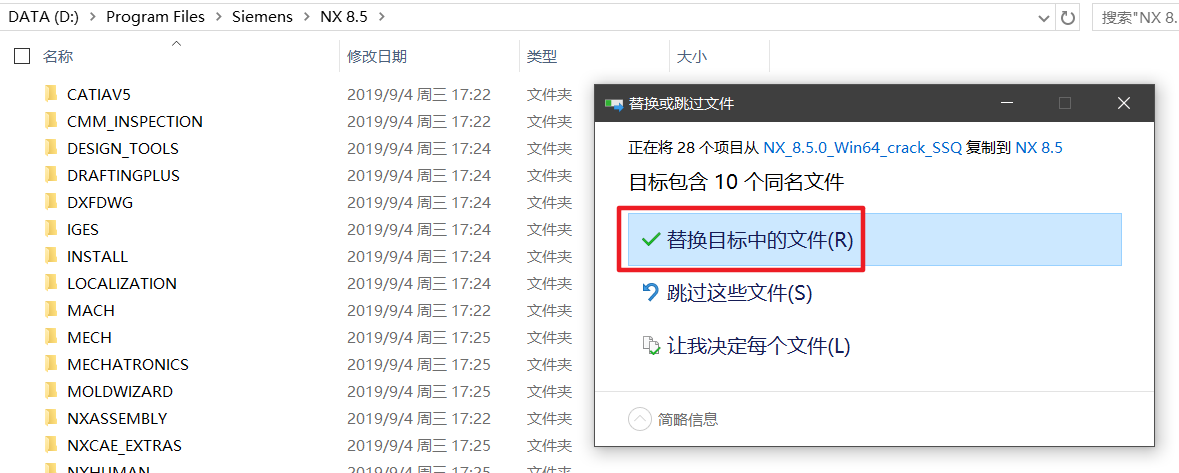 DATA (D:) > Program Files > Siemens > NX 8.5 >
搜索"NX 8.
名称 修改日期 类型 大小
CATIAV5 2019/9/4 周三 17:22 文件夹
CMM_INSPECTION 2019/9/4 周三 17:22 文件夹
DESIGN_TOOLS 2019/9/4 周三 17:24 文件夹
DRAFTINGPLUS 2019/9/4 周三 17:24 文件夹
DXFDWG 2019/9/4 周三 17:24 文件夹
IGES 2019/9/4 周三 17:24 文件夹
INSTALL 2019/9/4 周三 17:24 文件夹
LOCALIZATION 2019/9/4 周三 17:24 文件夹
MACH 2019/9/4 周三 17:22 文件夹
MECH 2019/9/4 周三 17:25 文件夹
MECHATRONICS 2019/9/4 周三 17:25 文件夹
MOLDWIZARD 2019/9/4 周三 17:25 文件夹
NXASSEMBLY 2019/9/4 周三 17:22 文件夹
NXCAE_EXTRAS 2019/9/4 周三 17:25 文件夹
NXHUMAN 2019/9/4 周三 17:25 文件夹
替换或跳过文件
正在将 28 个项目从 NX_8.5.0_Win64_crack_SSQ 复制到 NX 8.5
目标包含 10 个同名文件
替换目标中的文件(R)
跳过这些文件(S)
让我决定每个文件(L)
简略信息